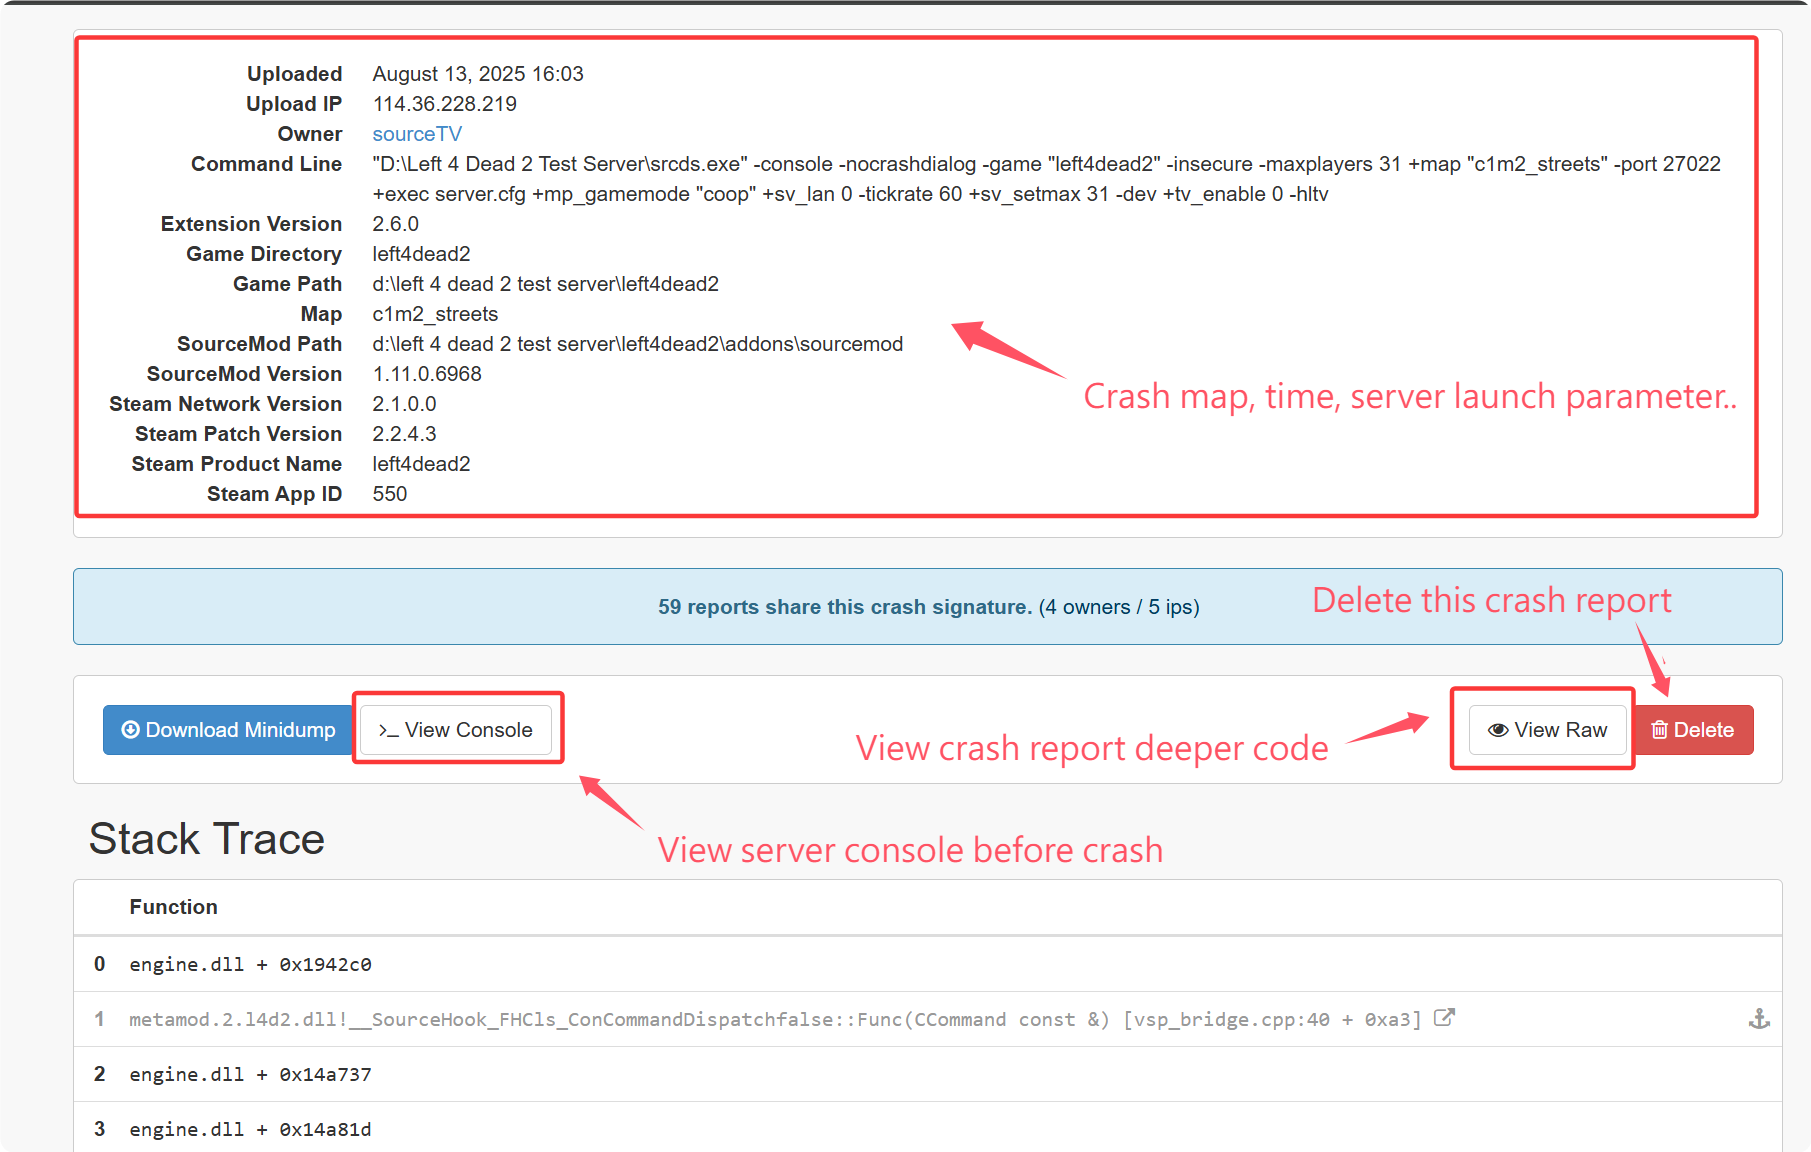 Uploaded August 13, 2025 16:03
Upload IP 114.36.228.219
Owner sourceTV
Command Line "D:\Left 4 Dead 2 Test Server\srcds.exe" -console -nocrashdialog -game "left4dead2" -insecure -maxplayers 31 +map "c1m2_streets" -port 27022
+exec server.cfg +mp_gamemode "coop" +sv_lan 0 -tickrate 60 +sv_setmax 31 -dev +tv_enable 0 -hltv
Extension Version 2.6.0
Game Directory left4dead2
Game Path d:\left 4 dead 2 test server\left4dead2
Map c1m2_streets
SourceMod Path d:\left 4 dead 2 test server\left4dead2\addons\sourcemod
SourceMod Version 1.11.0.6968
Crash map, time, server launch parameter..
Steam Network Version 2.1.0.0
Steam Patch Version 2.2.4.3
Steam Product Name left4dead2
Steam App ID 550
59 reports share this crash signature. (4 owners / 5 ips)
Delete this crash report
Download Minidump
>_ View Console
View crash report deeper code
View Raw
Delete
View server console before crash
Stack Trace
Function
0 engine.dll + 0x1942c0
1 metamod.2.l4d2.dll!__SourceHook_FHCls_ConCommandDispatchfalse::Func(CCommand const &) [vsp_bridge.cpp:40 + 0xa3]
2 engine.dll + 0x14a737
3 engine.dll + 0x14a81d